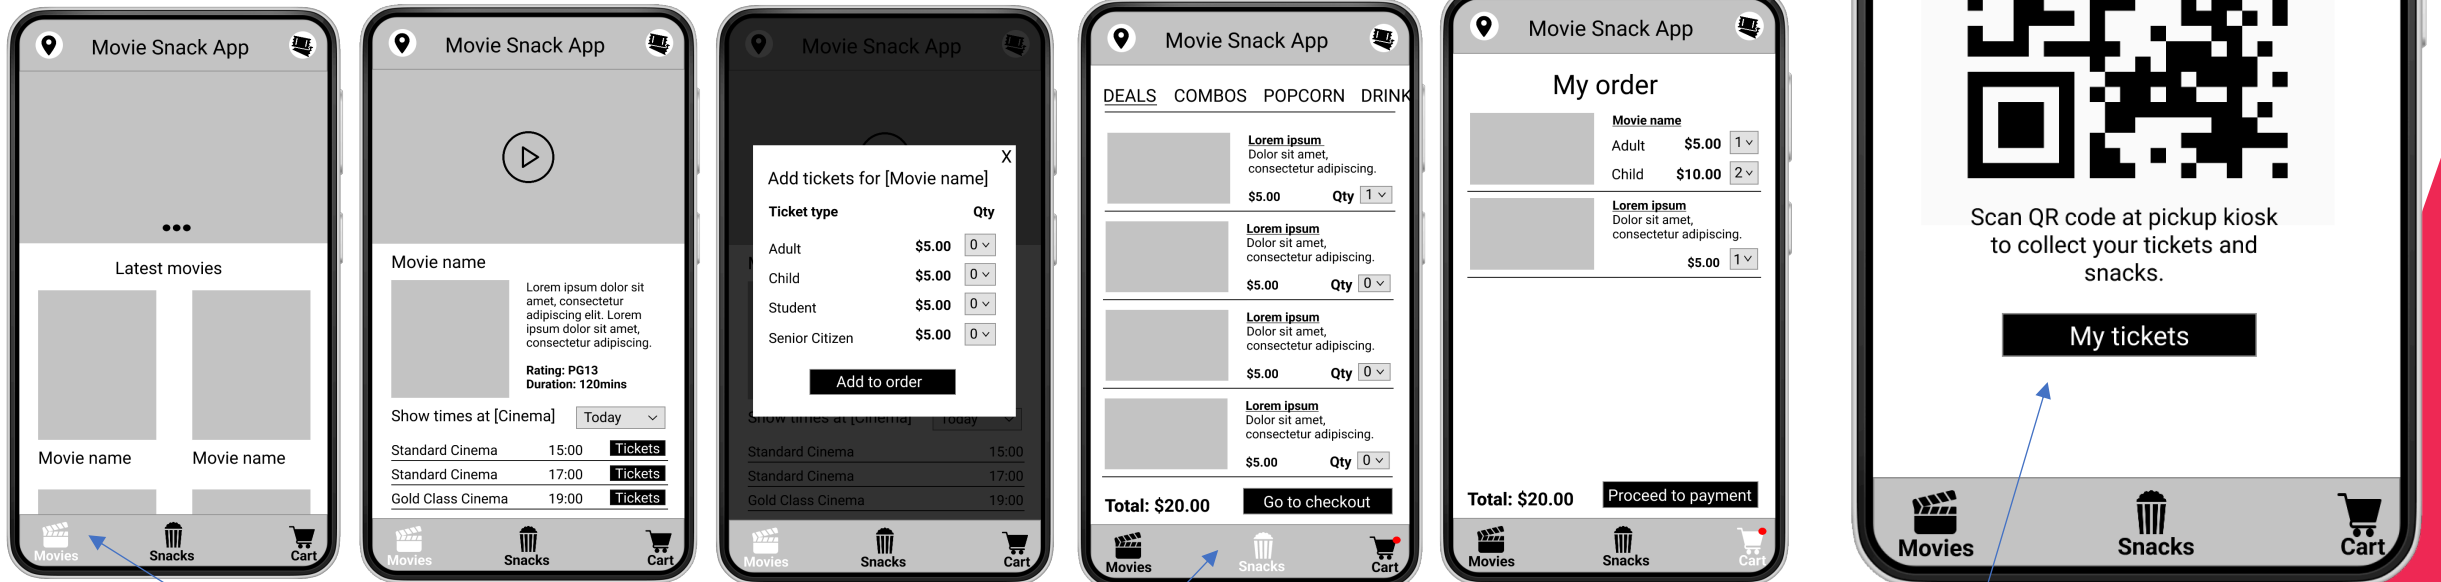 Movie Snack App
Latest movies
Movie name Movie name
Movies Snacks Cart
Movie Snack App
Movie name
Lorem ipsum dolor sit
amet, consectetur
adipiscing elit. Lorem
ipsum dolor sit amet,
consectetur adipiscing.
Rating: PG13
Duration: 120mins
Show times at [Cinema] Today
Standard Cinema 15:00 Tickets
Standard Cinema 17:00 Tickets
Gold Class Cinema 19:00 Tickets
Movies Snacks Cart
Movie Snack App
X
Add tickets for [Movie name]
Ticket type Qty
Adult $5.00 0
Child $5.00 0
Student $5.00 0
Senior Citizen $5.00 0
Add to order
Show times at [Cinema] Today
Standard Cinema 15:00
Standard Cinema 17:00
Gold Class Cinema 19:00
Movies Snacks Cart
Movie Snack App
DEALS COMBOS POPCORN DRINK
Lorem ipsum
Dolor sit amet,
consectetur adipiscing.
$5.00 Qty 1
Lorem ipsum
Dolor sit amet,
consectetur adipiscing.
$5.00 Qty 0
Lorem ipsum
Dolor sit amet,
consectetur adipiscing.
$5.00 Qty 0
Lorem ipsum
Dolor sit amet,
consectetur adipiscing.
$5.00 Qty 0
Total: $20.00 Go to checkout
Movies Snacks Cart
Movie Snack App
My order
Movie name
Adult $5.00 1
Child $10.00 2
Lorem ipsum
Dolor sit amet,
consectetur adipiscing.
$5.00 1
Total: $20.00 Proceed to payment
Movies Snacks Cart
Scan QR code at pickup kiosk
to collect your tickets and
snacks.
My tickets
Movies Snacks Cart